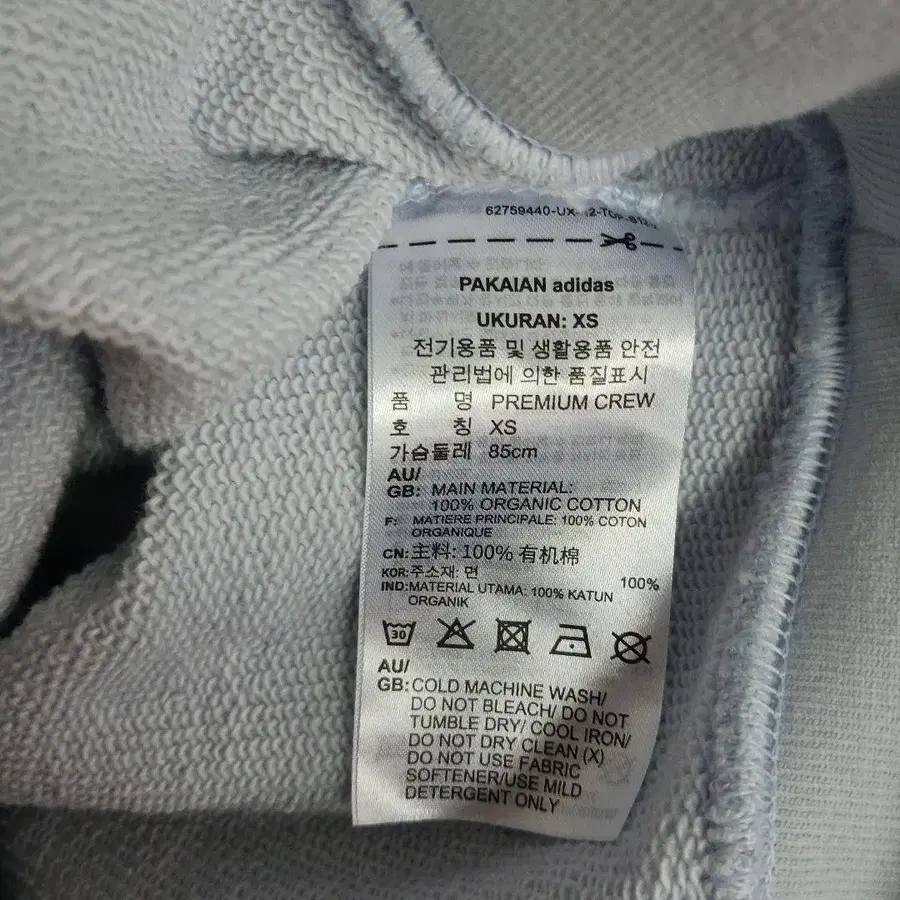 62759440-UX-
PAKAIAN adidas
UKURAN: XS
전기용품 및 생활용품 안전
관리법에 의한 품질표시
품 명 PREMIUM CREW
호 칭 XS
가슴둘레 85cm
AU/
GB: MAIN MATERIAL:
100% ORGANIC COTTON
F: MATIERE PRINCIPALE: 100% COTON
ORGANIQUE
CN: 主料: 100% 有机棉
KOR: 주소재: 면 100%
IND: MATERIAL UTAMA: 100% KATUN
ORGANIK
30
AU/
GB: COLD MACHINE WASH/
DO NOT BLEACH/ DO NOT
TUMBLE DRY/ COOL IRON/
DO NOT DRY CLEAN (X)
DO NOT USE FABRIC
SOFTENER/USE MILD
DETERGENT ONLY